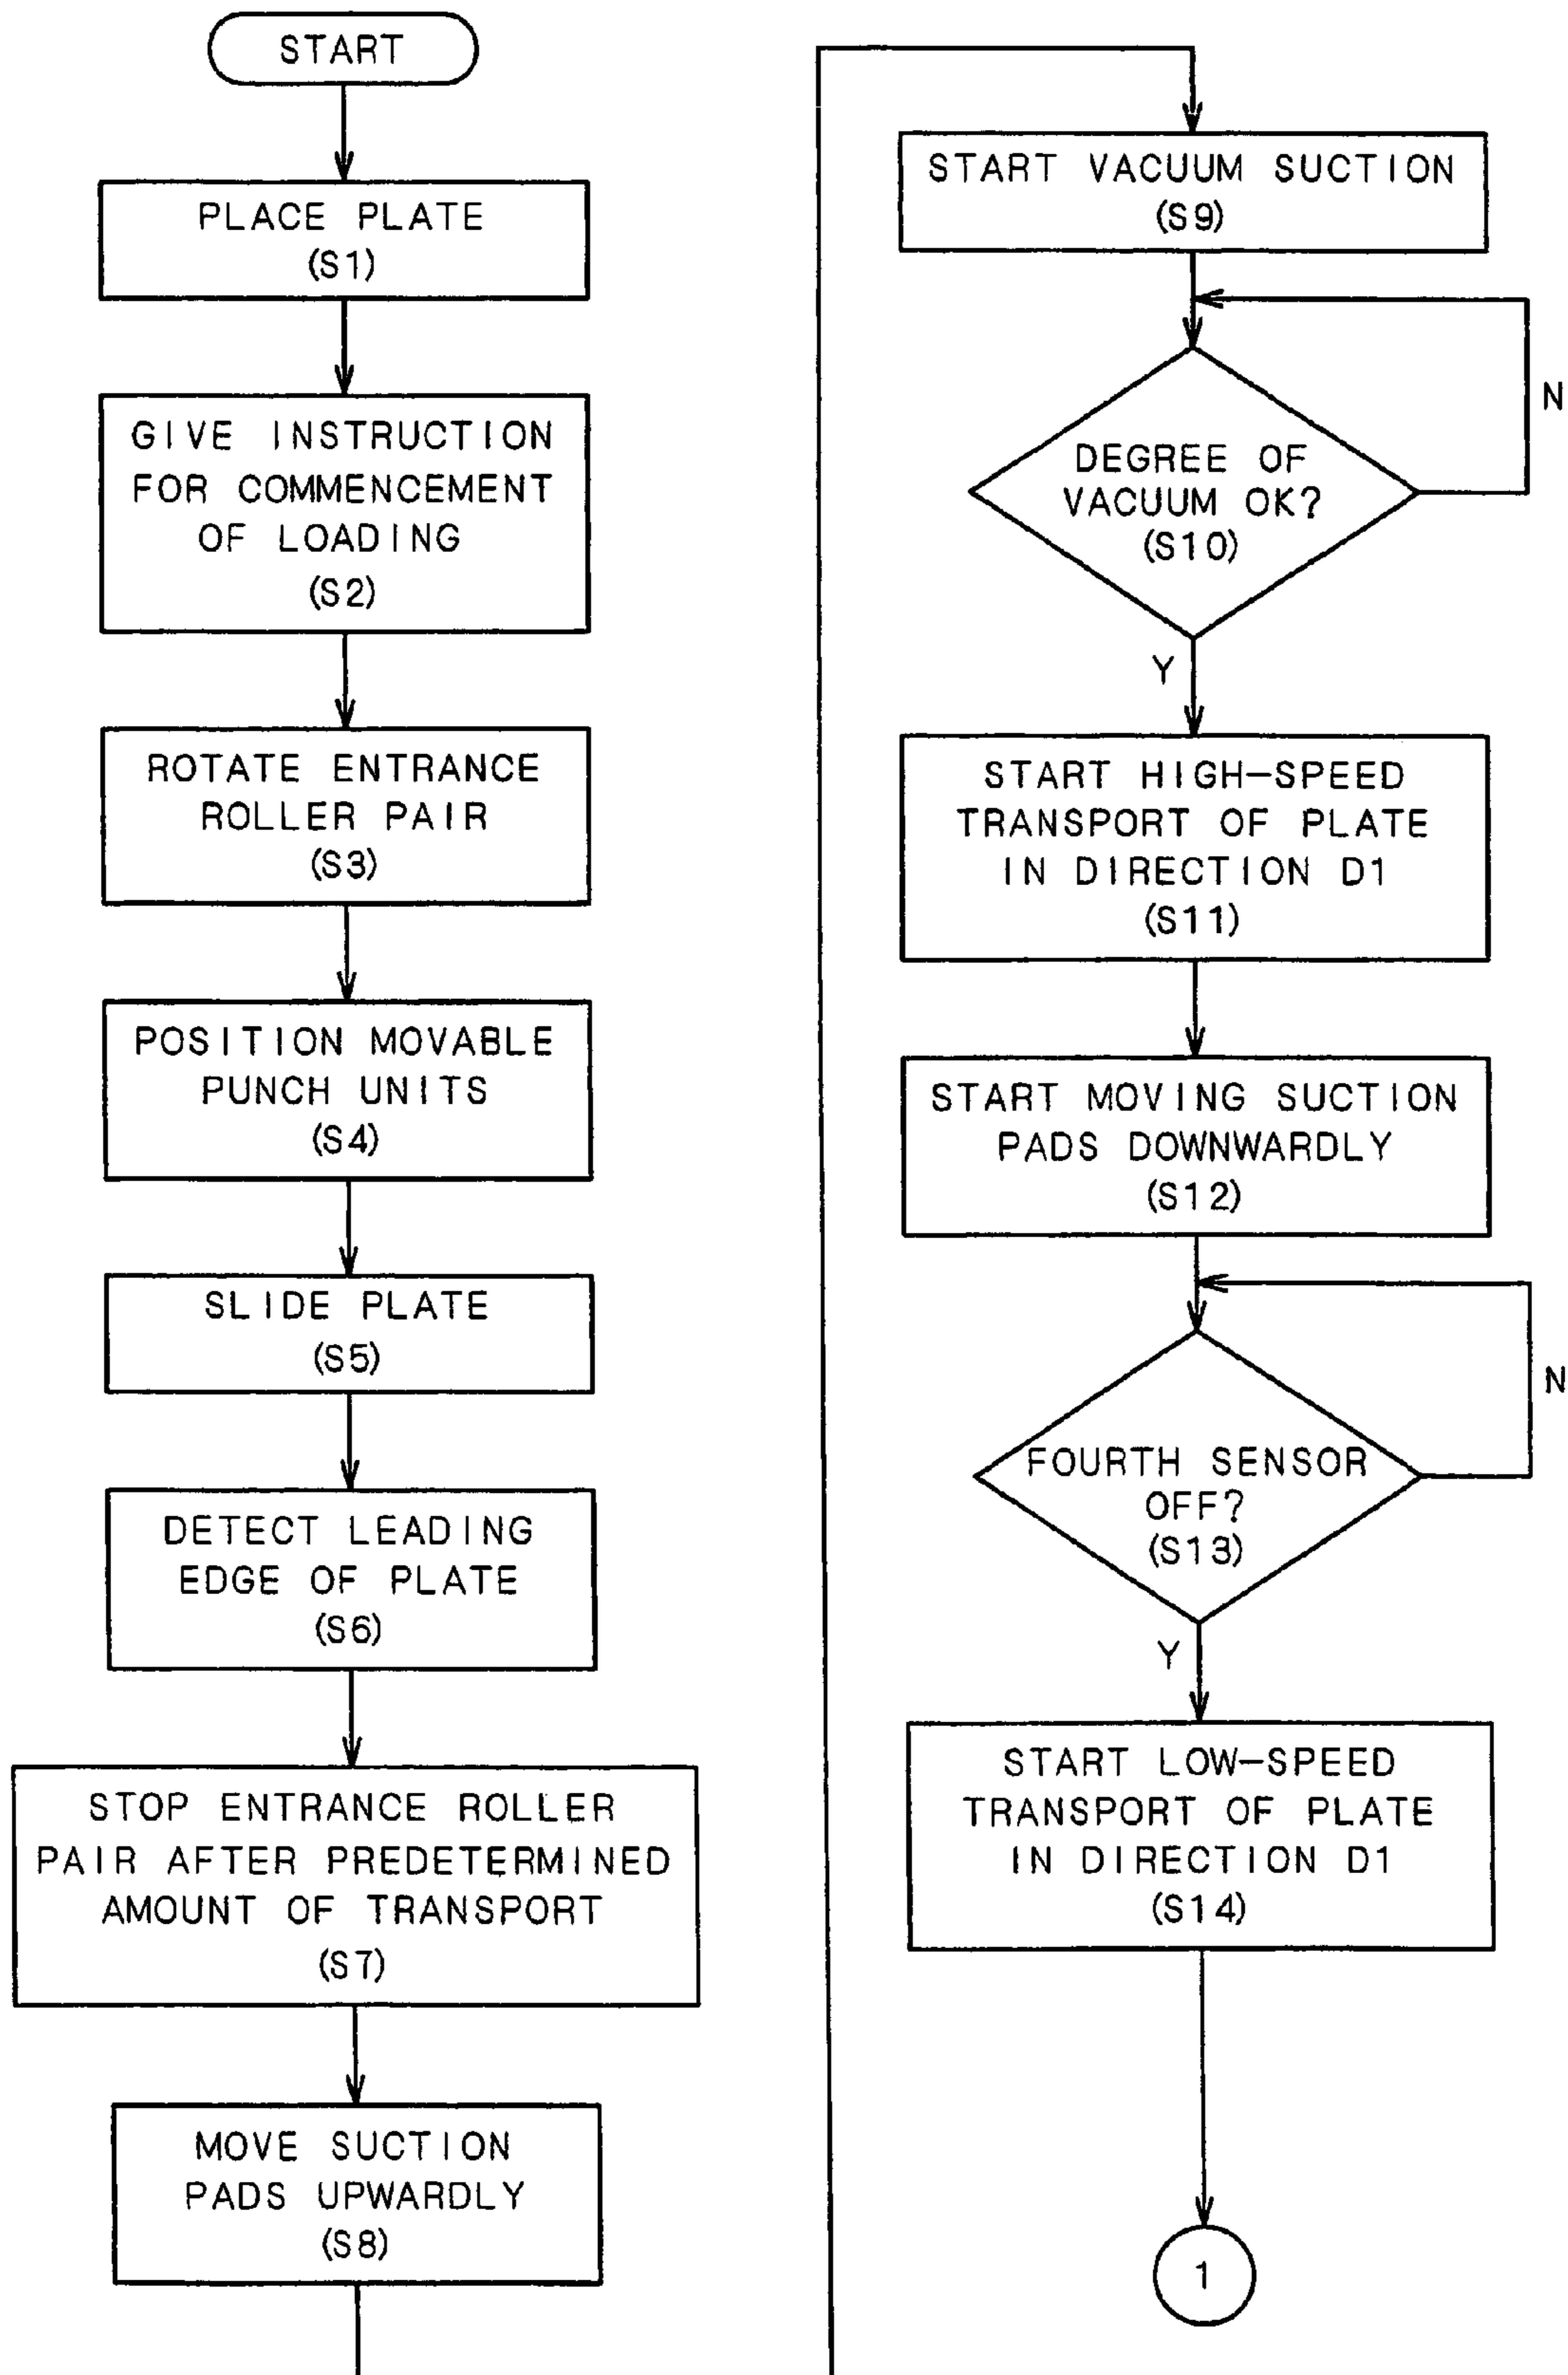 START
PLACE PLATE
(S1)
GIVE INSTRUCTION
FOR COMMENCEMENT
OF LOADING
(S2)
ROTATE ENTRANCE
ROLLER PAIR
(S3)
POSITION MOVABLE
PUNCH UNITS
(S4)
SLIDE PLATE
(S5)
DETECT LEADING
EDGE OF PLATE
(S6)
STOP ENTRANCE ROLLER
PAIR AFTER PREDETERMINED
AMOUNT OF TRANSPORT
(S7)
MOVE SUCTION
PADS UPWARDLY
(S8)
START VACUUM SUCTION
(S9)
N
DEGREE OF
VACUUM OK?
(S10)
Y
START HIGH-SPEED
TRANSPORT OF PLATE
IN DIRECTION D1
(S11)
START MOVING SUCTION
PADS DOWNWARDLY
(S12)
N
FOURTH SENSOR
OFF?
(S13)
Y
START LOW-SPEED
TRANSPORT OF PLATE
IN DIRECTION D1
(S14)
1